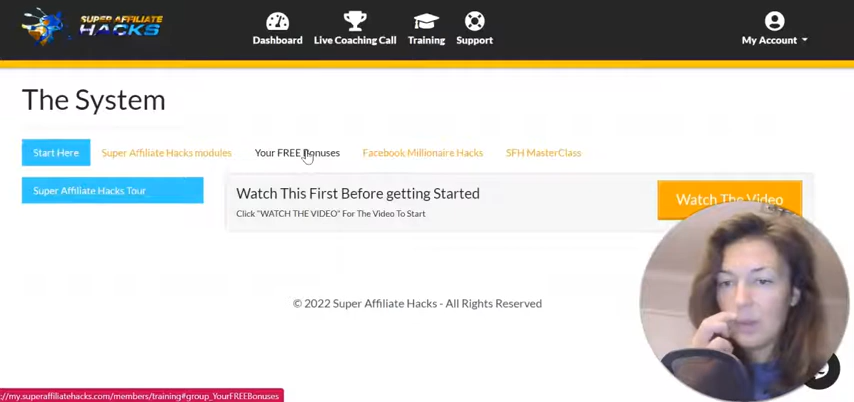 SUPER AFFILIATE
HACKS
Dashboard
Live Coaching Call
Training
Support
My Account
The System
Start Here
Super Affiliate Hacks modules
Your FREE Bonuses
Facebook Millionaire Hacks
SFH MasterClass
Super Affiliate Hacks Tour
Watch This First Before getting Started
Watch The Video
Click "WATCH THE VIDEO" For The Video To Start
© 2022 Super Affiliate Hacks - All Rights Reserved
://my.superaffiliatehacks.com/members/training#group_YourFREEBonuses